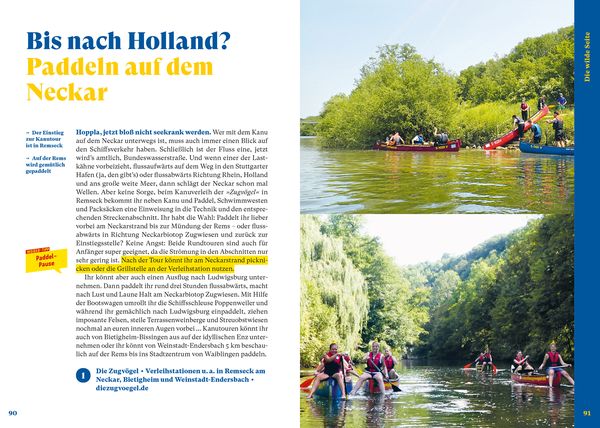 Bis nach Holland?
Paddeln auf dem
Neckar
→ Der Einstieg
zur Kanutour
ist in Remseck
→ Auf der Rems
wird gemütlich
gepaddelt
Hoppla, jetzt bloß nicht seekrank werden. Wer mit dem Kanu
auf dem Neckar unterwegs ist, muss auch immer einen Blick auf
den Schiffsverkehr haben. Schließlich ist der Fluss eine, jetzt
wird's amtlich, Bundeswasserstraße. Und wenn einer der Last-
kähne vorbeizieht, flussaufwärts auf dem Weg in den Stuttgarter
Hafen (ja, den gibt's) oder flussabwärts Richtung Rhein, Holland
und ans große weite Meer, dann schlägt der Neckar schon mal
Wellen. Aber keine Sorge, beim Kanuverleih der »Zugvögel« in
Remseck bekommt ihr neben Kanu und Paddel, Schwimmwesten
und Packsäcken eine Einweisung in die Technik und den entspre-
chenden Streckenabschnitt. Ihr habt die Wahl: Paddelt ihr lieber
vorbei am Neckarstrand bis zur Mündung der Rems – oder fluss-
abwärts in Richtung Neckarbiotop Zugwiesen und zurück zur
Einstiegsstelle? Keine Angst: Beide Rundtouren sind auch für
Anfänger super geeignet, da die Strömung in den Abschnitten nur
sehr gering ist. Nach der Tour könnt ihr am Neckarstrand pickni-
cken oder die Grillstelle an der Verleihstation nutzen.
Paddel-
Pause
Ihr könnt aber auch einen Ausflug nach Ludwigsburg unter-
nehmen. Dann paddelt ihr rund drei Stunden flussabwärts, macht
nach Lust und Laune Halt am Neckarbiotop Zugwiesen. Mit Hilfe
der Bootswagen umrollt ihr die Schiffsschleuse Poppenweiler und
während ihr gemächlich nach Ludwigsburg einpaddelt, ziehen
imposante Felsen, steile Terrassenweinberge und Streuobstwiesen
nochmal an euren inneren Augen vorbei ... Kanutouren könnt ihr
auch von Bietigheim-Bissingen aus auf der idyllischen Enz unter-
nehmen oder ihr könnt von Weinstadt-Endersbach 5 km beschau-
lich auf der Rems bis ins Stadtzentrum von Waiblingen paddeln.
Die Zugvögel • Verleihstationen u. a. in Remseck am
Neckar, Bietigheim und Weinstadt-Endersbach •
diezugvoegel.de
90
Die wilde Seite
91